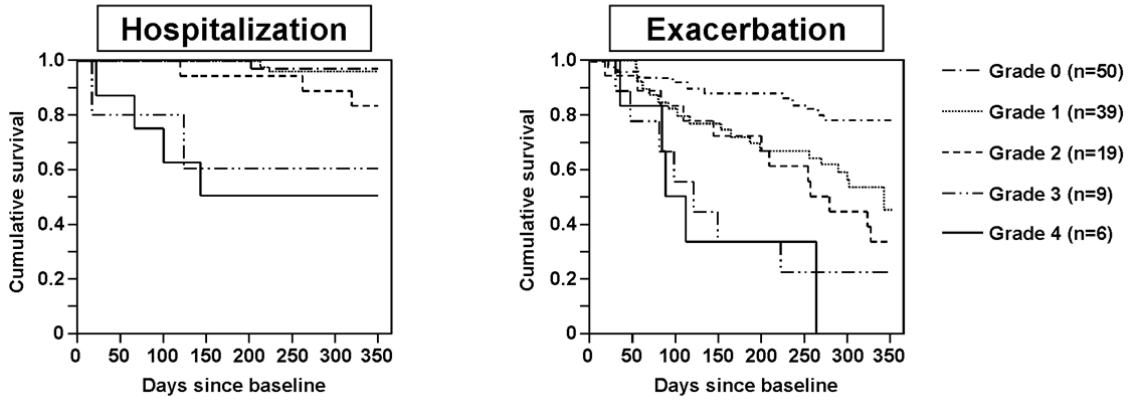 Hospitalization
Cumulative survival
1.0
0.8
0.6
0.4
0.2
0
0 50 100 150 200 250 300 350
Days since baseline
Exacerbation
Cumulative survival
1.0
0.8
0.6
0.4
0.2
0
0 50 100 150 200 250 300 350
Days since baseline
Grade 0 (n=50)
Grade 1 (n=39)
Grade 2 (n=19)
Grade 3 (n=9)
Grade 4 (n=6)